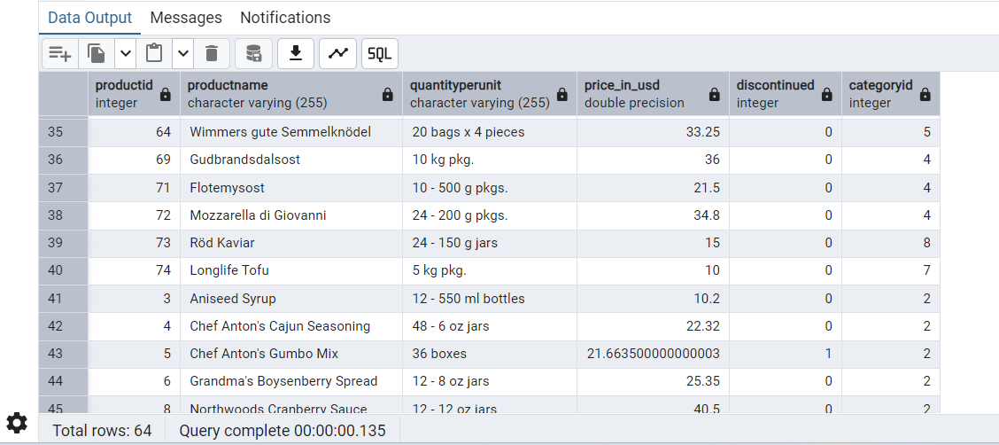 Data Output Messages Notifications
SQL
productid productname quantityperunit price_in_usd discontinued categoryid
integer character varying (255) character varying (255) double precision integer integer
35 64 Wimmers gute Semmelknödel 20 bags x 4 pieces 33.25 0 5
36 69 Gudbrandsdalsost 10 kg pkg. 36 0 4
37 71 Flotemysost 10 - 500 g pkgs. 21.5 0 4
38 72 Mozzarella di Giovanni 24 - 200 g pkgs. 34.8 0 4
39 73 Röd Kaviar 24 - 150 g jars 15 0 8
40 74 Longlife Tofu 5 kg pkg. 10 0 7
41 3 Aniseed Syrup 12 - 550 ml bottles 10.2 0 2
42 4 Chef Anton's Cajun Seasoning 48 - 6 oz jars 22.32 0 2
43 5 Chef Anton's Gumbo Mix 36 boxes 21.663500000000003 1 2
44 6 Grandma's Boysenberry Spread 12 - 8 oz jars 25.35 0 2
45 8 Northwoods Cranberry Sauce 12 - 12 oz jars 40.5 0 2
Total rows: 64 Query complete 00:00:00.135